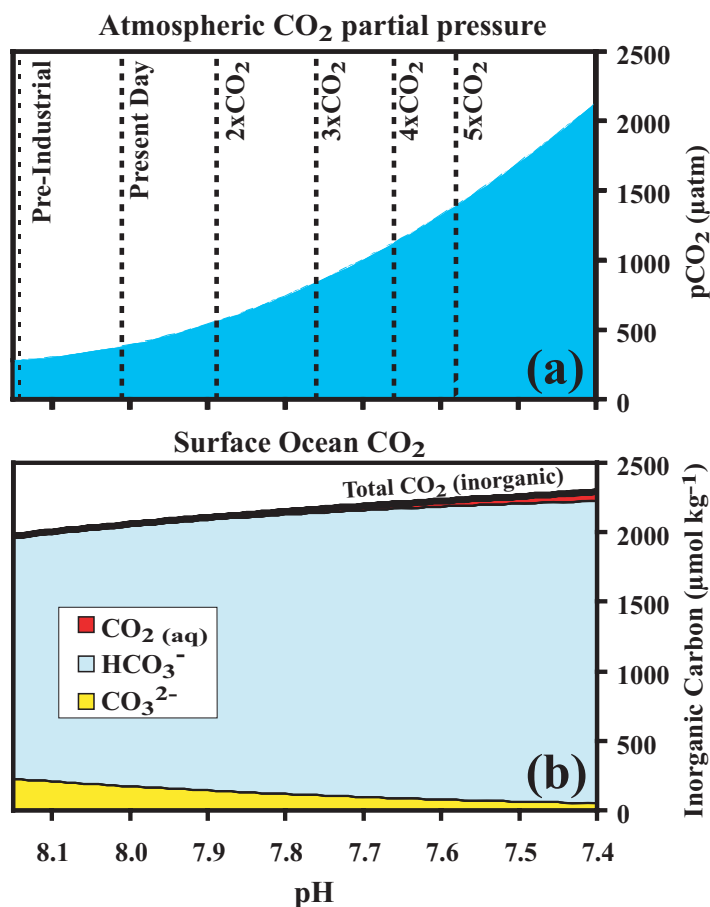 Atmospheric CO₂ partial pressure
Pre-Industrial
Present Day
2xCO₂
3xCO₂
4xCO₂
5xCO₂
2500
2000
1500
1000
500
0
pCO₂ (µatm)
(a)
Surface Ocean CO₂
Total CO₂ (inorganic)
CO₂ (aq)
HCO₃⁻
CO₃²⁻
2500
2000
1500
1000
500
0
Inorganic Carbon (µmol kg⁻¹)
(b)
8.1 8.0 7.9 7.8 7.7 7.6 7.5 7.4
pH